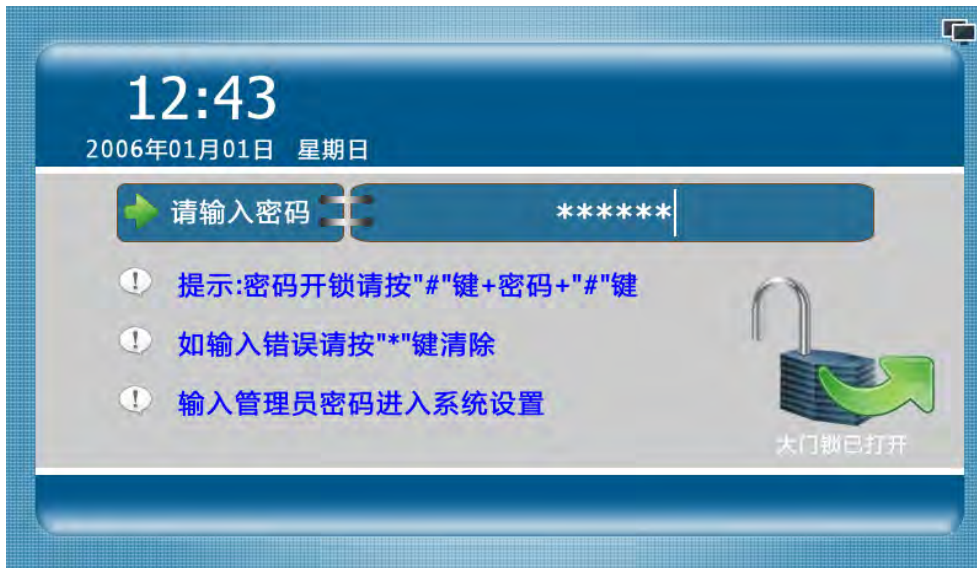 12:43
2006年01月01日 星期日
请输入密码 ******
提示:密码开锁请按"#"键+密码+"#"键
如输入错误请按"*"键清除
输入管理员密码进入系统设置
大门锁已打开